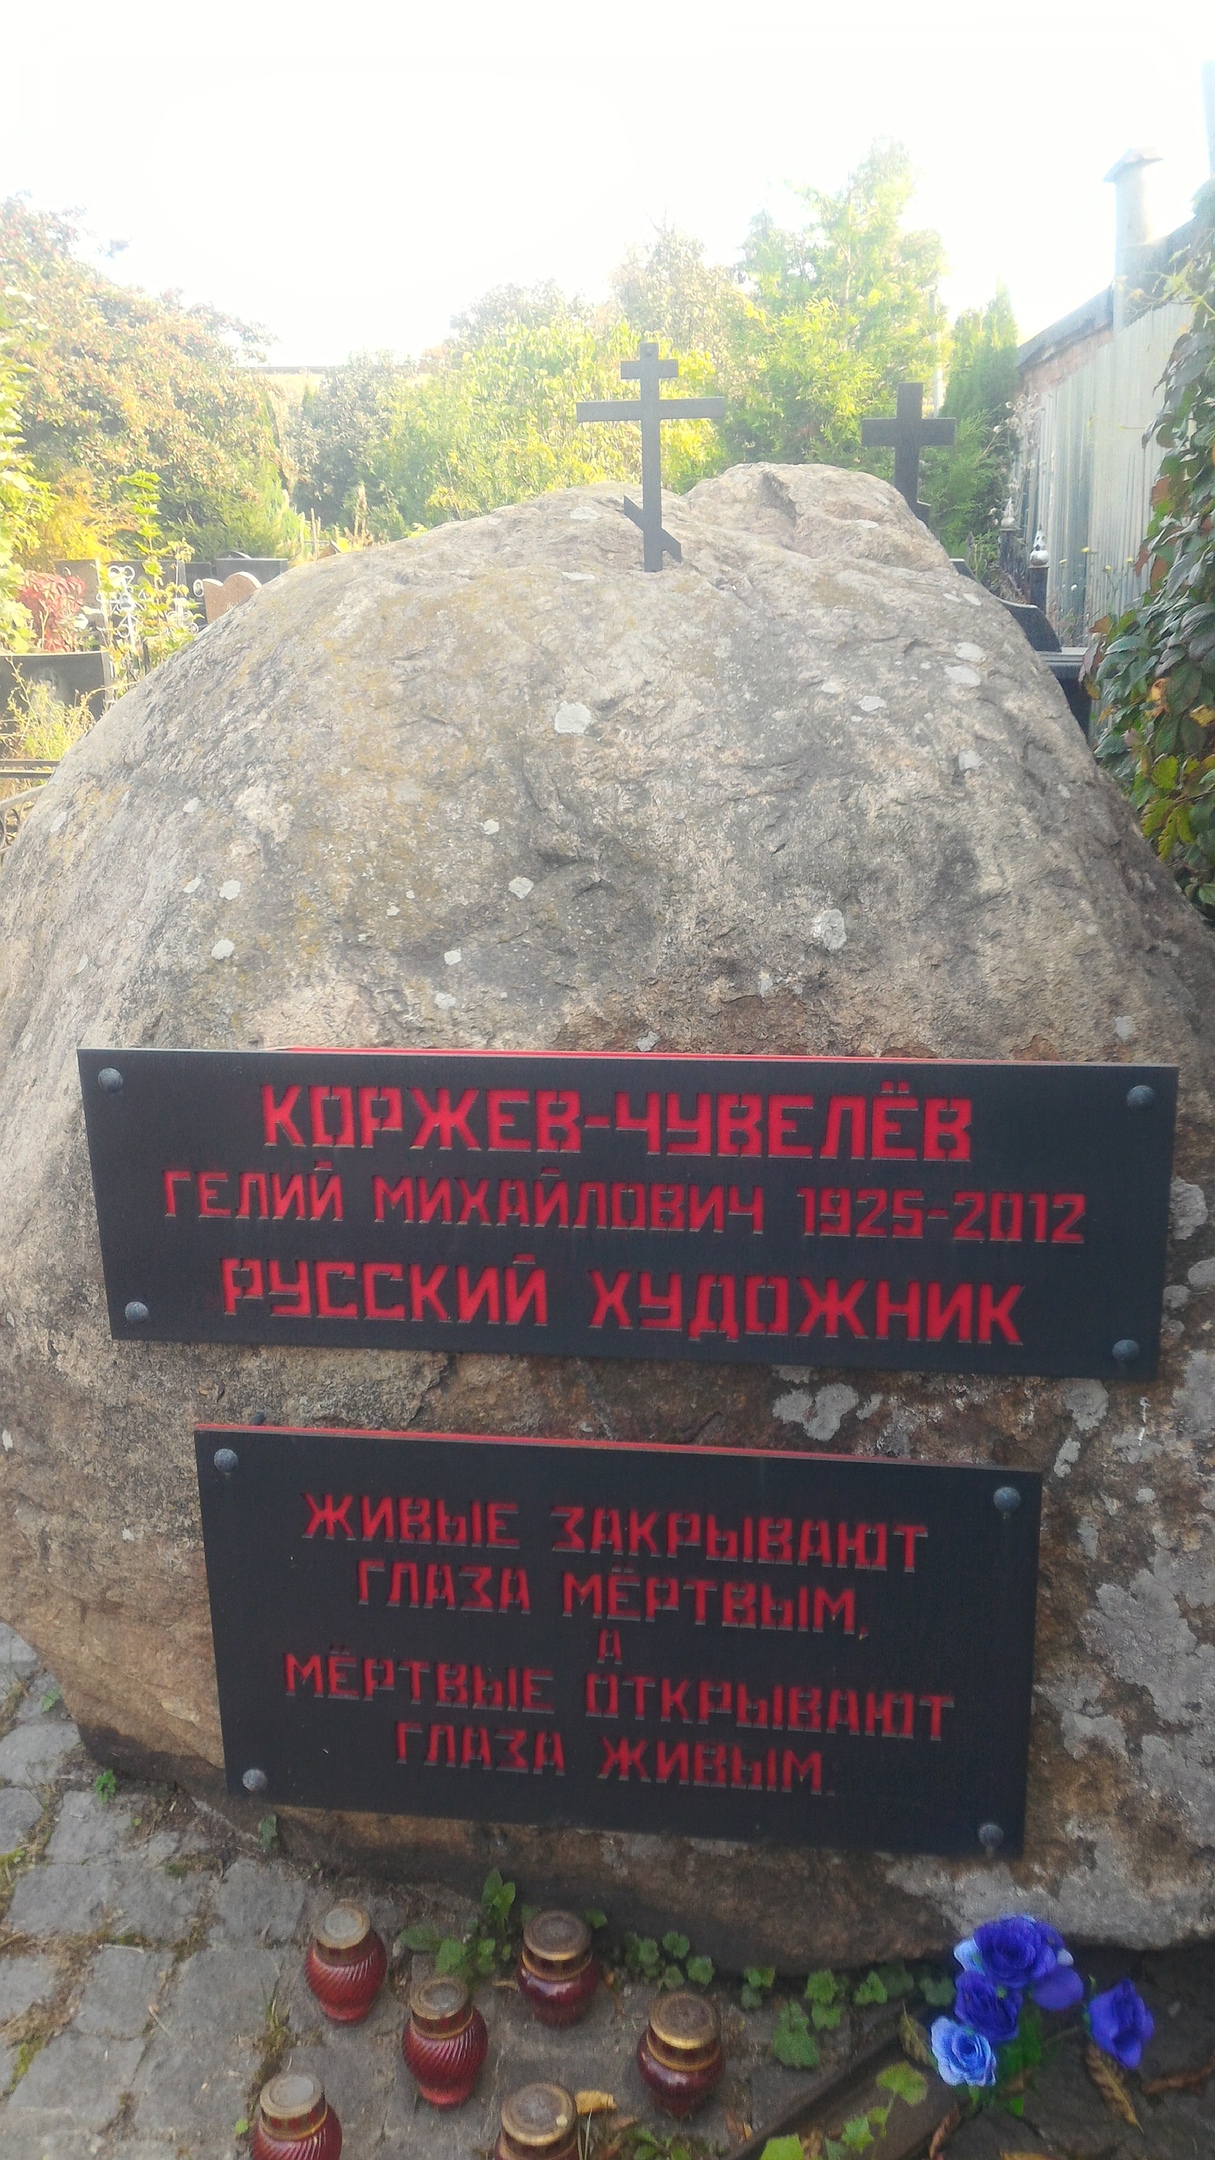 КОРЖЕВ-ЧУВЕЛЁВ
ГЕЛИЙ МИХАЙЛОВИЧ 1925-2012
РУССКИЙ ХУДОЖНИК
ЖИВЫЕ ЗАКРЫВАЮТ
ГЛАЗА МЁРТВЫМ,
А
МЁРТВЫЕ ОТКРЫВАЮТ
ГЛАЗА ЖИВЫМ.